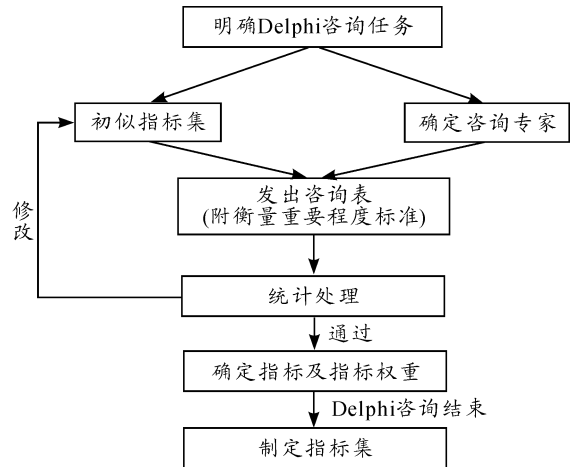 明确Delphi咨询任务
初似指标集
确定咨询专家
发出咨询表
(附衡量重要程度标准)
修改
统计处理
通过
确定指标及指标权重
Delphi咨询结束
制定指标集